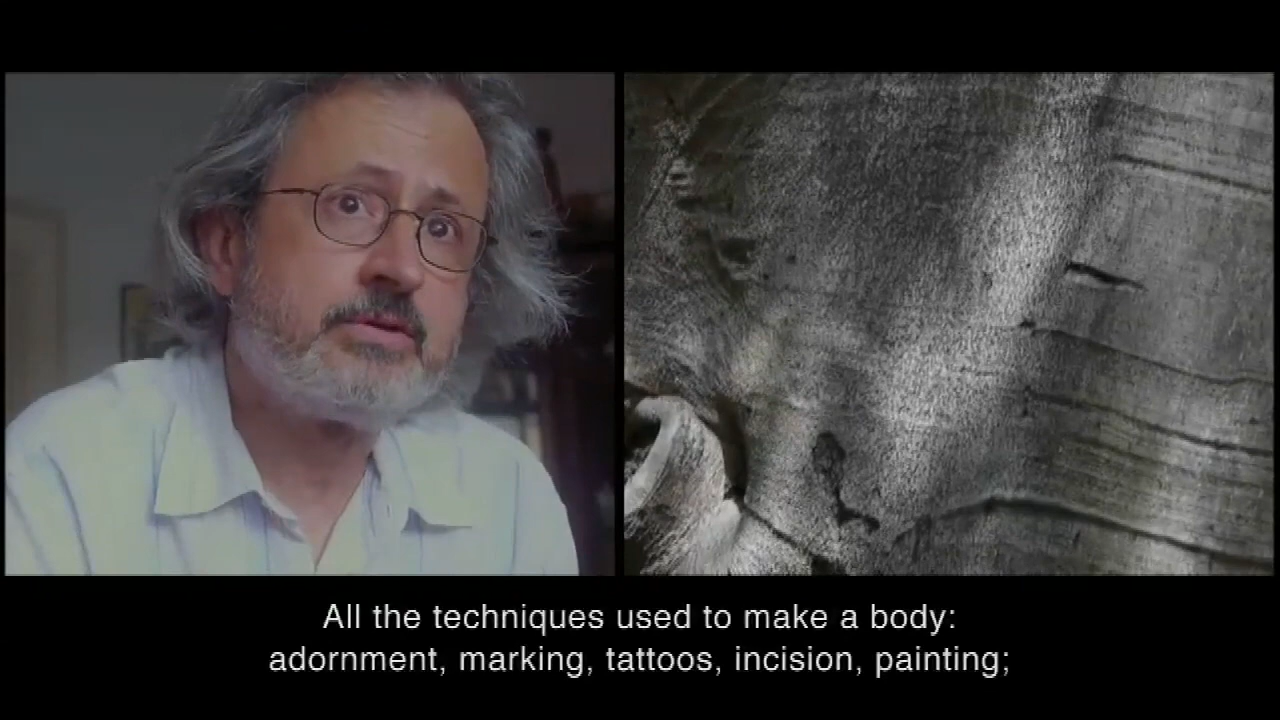 All the techniques used to make a body:
adornment, marking, tattoos, incision, painting;